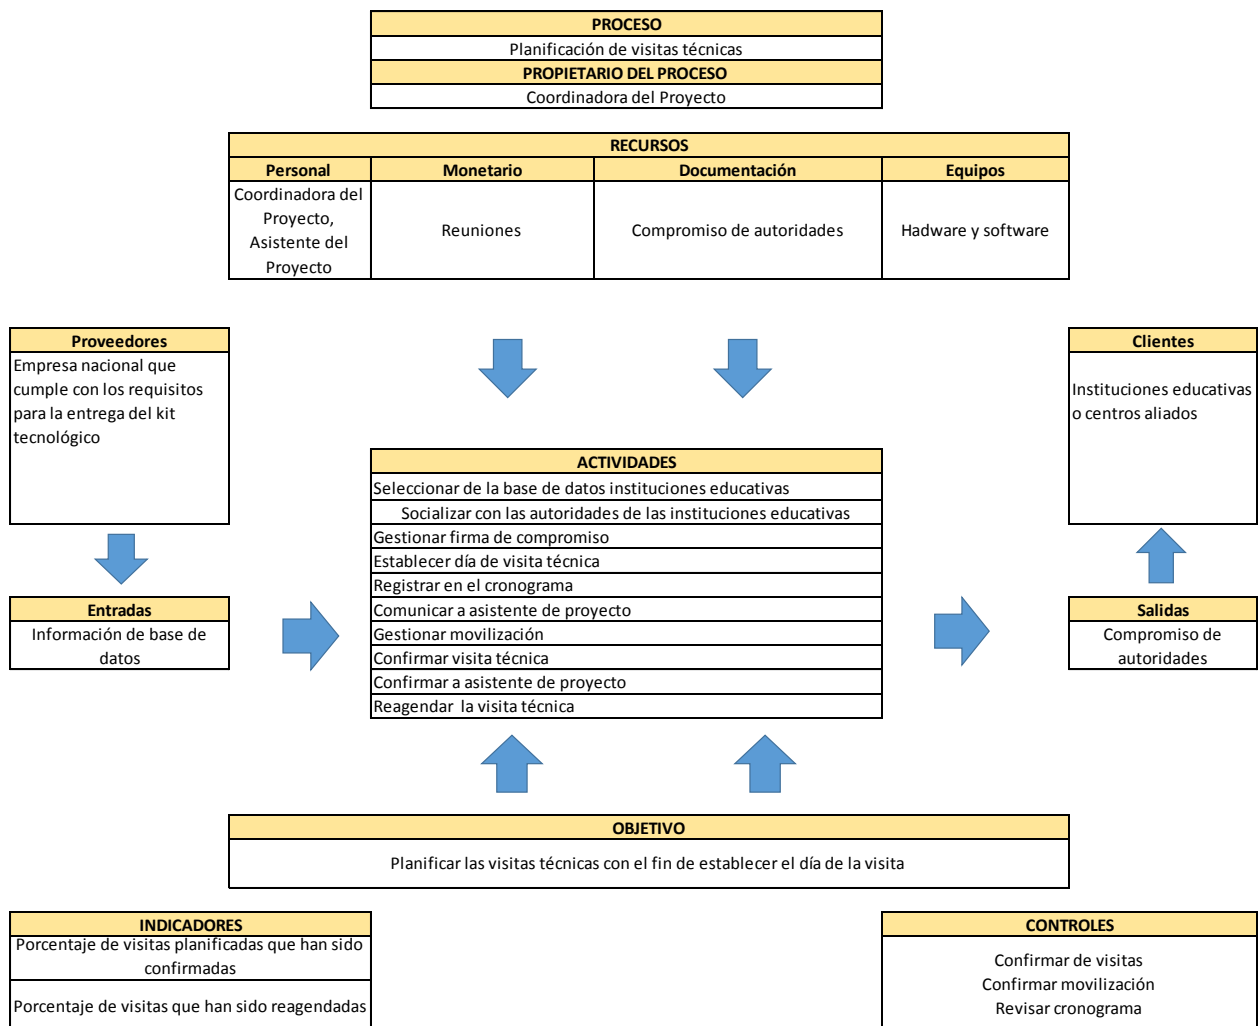 PROCESO
Planificación de visitas técnicas
PROPIETARIO DEL PROCESO
Coordinadora del Proyecto
RECURSOS
Personal
Monetario
Documentación
Equipos
Coordinadora del
Proyecto,
Asistente del
Proyecto
Reuniones
Compromiso de autoridades
Hadware y software
Proveedores
Empresa nacional que
cumple con los requisitos
para la entrega del kit
tecnológico
Clientes
Instituciones educativas
o centros aliados
ACTIVIDADES
Seleccionar de la base de datos instituciones educativas
Socializar con las autoridades de las instituciones educativas
Gestionar firma de compromiso
Establecer día de visita técnica
Registrar en el cronograma
Comunicar a asistente de proyecto
Gestionar movilización
Confirmar visita técnica
Confirmar a asistente de proyecto
Reagendar la visita técnica
Entradas
Información de base de
datos
Salidas
Compromiso de
autoridades
OBJETIVO
Planificar las visitas técnicas con el fin de establecer el día de la visita
INDICADORES
Porcentaje de visitas planificadas que han sido
confirmadas
Porcentaje de visitas que han sido reagendadas
CONTROLES
Confirmar de visitas
Confirmar movilización
Revisar cronograma